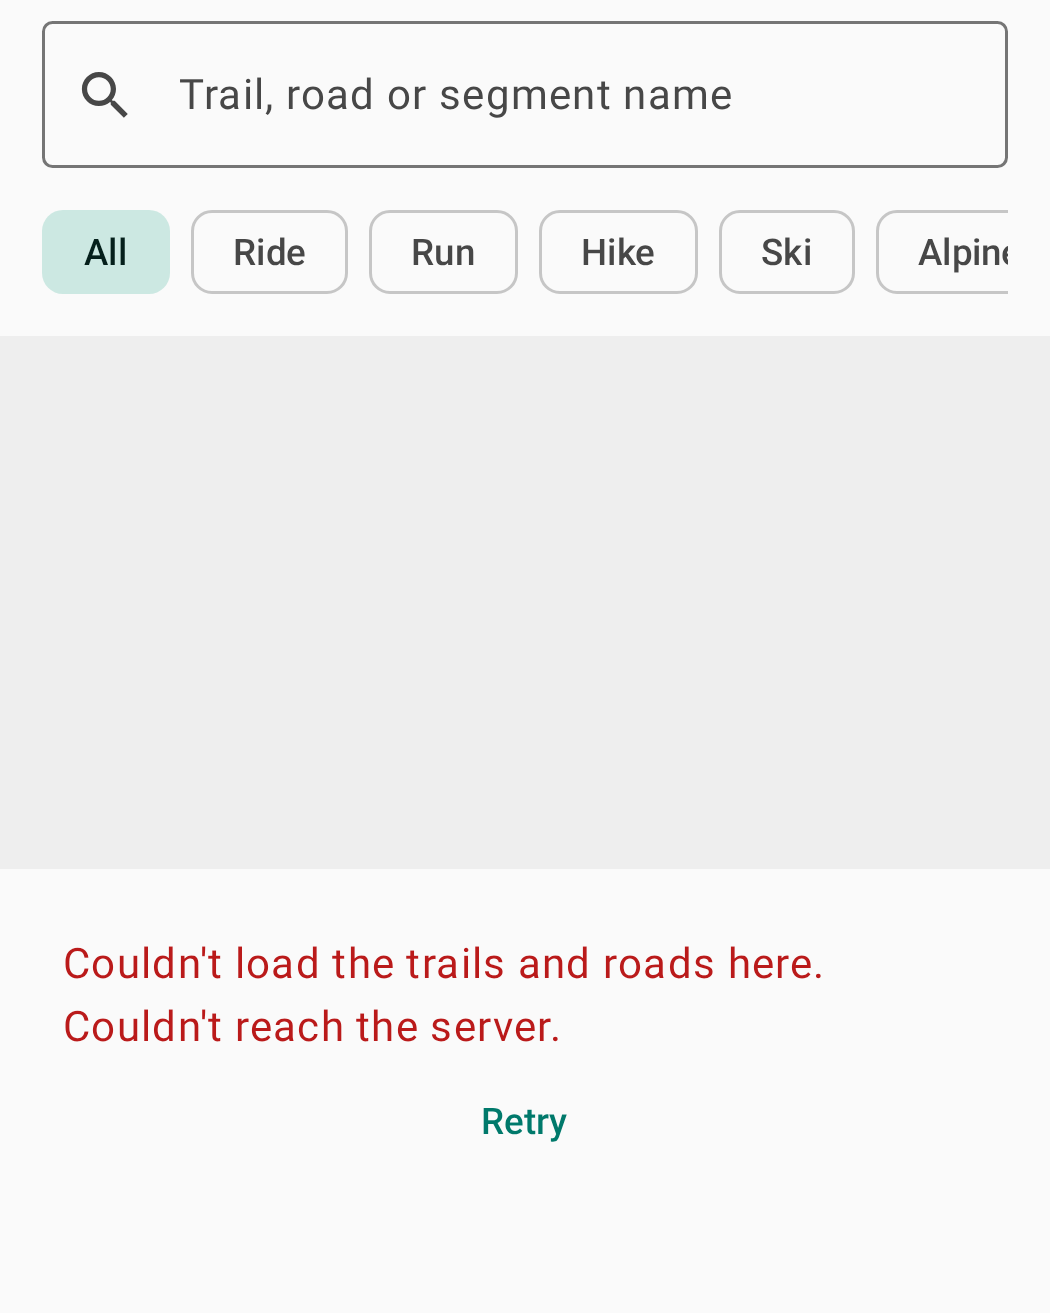 Trail, road or segment name
All Ride Run Hike Ski Alpine
Couldn't load the trails and roads here.
Couldn't reach the server.
Retry